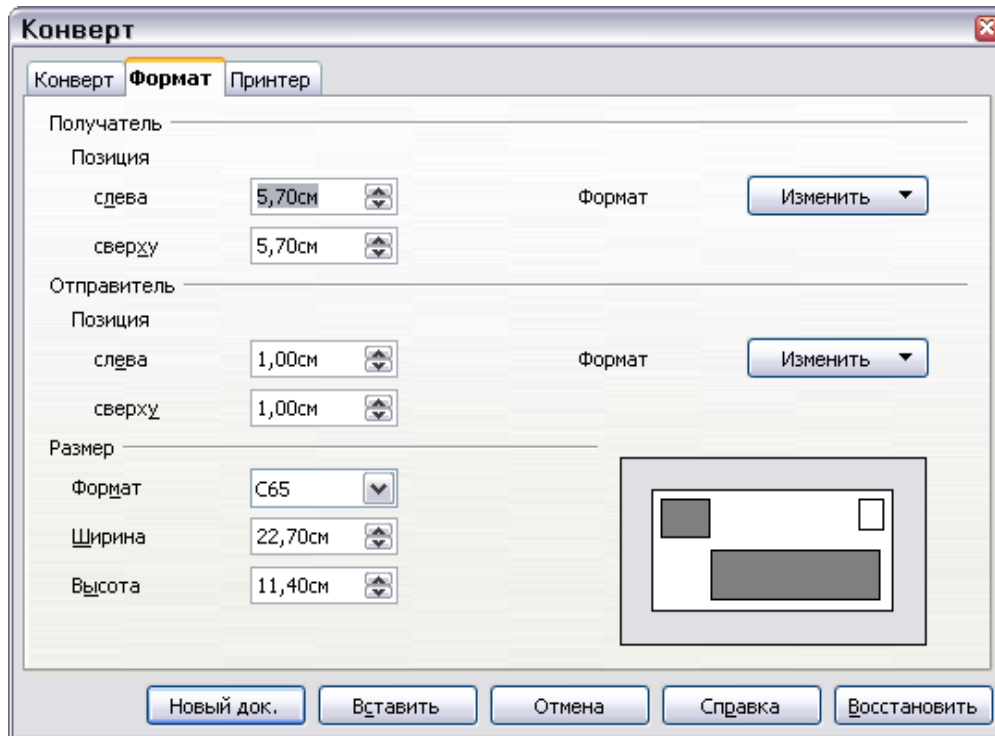 Конверт
Конверт Формат Принтер
Получатель
Позиция
слева 5,70см Формат Изменить
сверху 5,70см
Отправитель
Позиция
слева 1,00см Формат Изменить
сверху 1,00см
Размер
Формат C65
Ширина 22,70см
Высота 11,40см
Новый док. Вставить Отмена Справка Восстановить